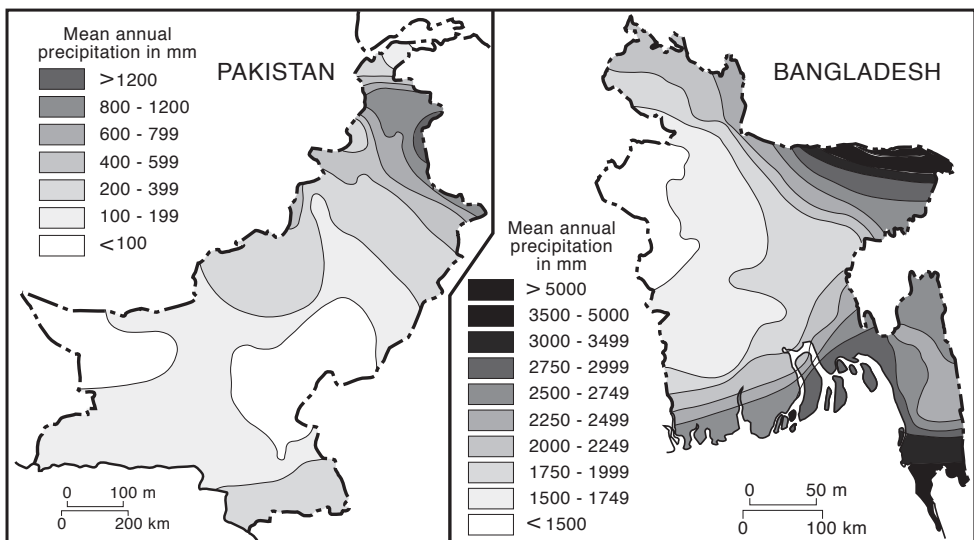 Mean annual
precipitation in mm
>1200
800 - 1200
600 - 799
400 - 599
200 - 399
100 - 199
<100
PAKISTAN
0 100 m
0 200 km
BANGLADESH
Mean annual
precipitation
in mm
> 5000
3500 - 5000
3000 - 3499
2750 - 2999
2500 - 2749
2250 - 2499
2000 - 2249
1750 - 1999
1500 - 1749
< 1500
0 50 m
0 100 km